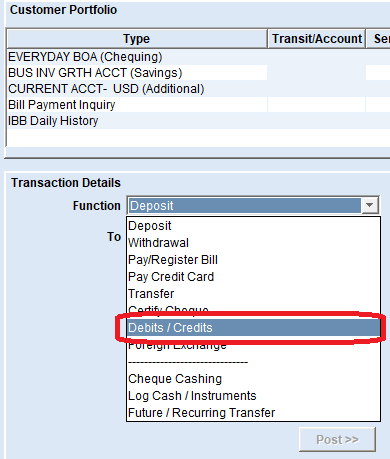 Customer Portfolio
Type Transit/Account Ser
EVERYDAY BOA (Chequing)
BUS INV GRTH ACCT (Savings)
CURRENT ACCT- USD (Additional)
Bill Payment Inquiry
IBB Daily History
Transaction Details
Function Deposit
To
Deposit
Withdrawal
Pay/Register Bill
Pay Credit Card
Transfer
Certify Cheque
Debits / Credits
Foreign Exchange
------------------------------
Cheque Cashing
Log Cash / Instruments
Future / Recurring Transfer
Post >>